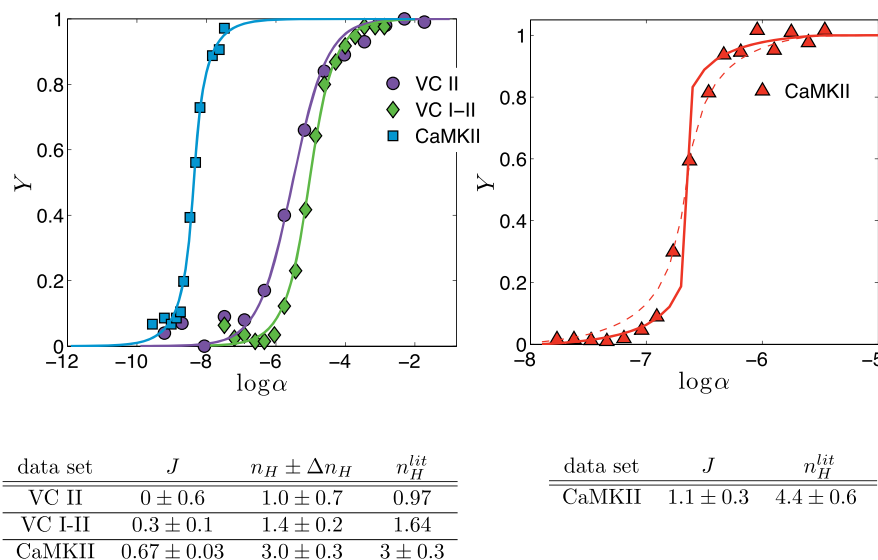 1
0.8
0.6
0.4
0.2
0
Y
−12 −10 −8 −6 −4 −2
log α
VC II
VC I−II
CaMKII
1
0.8
0.6
0.4
0.2
0
Y
−8 −7 −6 −5
log α
CaMKII
data set J n_H ± Δn_H n_H^{lit}
VC II 0 ± 0.6 1.0 ± 0.7 0.97
VC I-II 0.3 ± 0.1 1.4 ± 0.2 1.64
CaMKII 0.67 ± 0.03 3.0 ± 0.3 3 ± 0.3
data set J n_H^{lit}
CaMKII 1.1 ± 0.3 4.4 ± 0.6